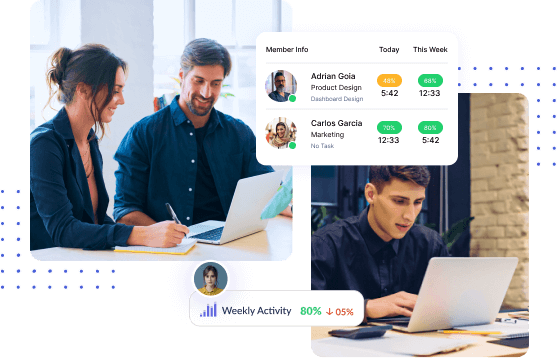 Member Info Today This Week
Adrian Goia
Product Design
Dashboard Design
48% 68%
5:42 12:33
Carlos Garcia
Marketing
No Task
70% 80%
12:33 5:42
Weekly Activity 80% ↓ 05%